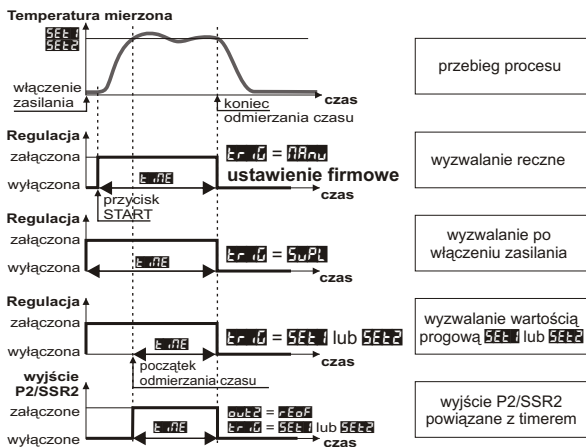 Temperatura mierzona
SEt1
SEt2
włączenie
zasilania
koniec
odmierzania czasu
czas
przebieg procesu
Regulacja
załączona
wyłączona
tiME
triG = MAnu
ustawienie firmowe
czas
przycisk
START
wyzwalanie reczne
Regulacja
załączona
wyłączona
tiME
triG = SuPL
czas
wyzwalanie po
włączeniu zasilania
Regulacja
załączona
wyłączona
tiME
triG = SEt1 lub SEt2
czas
początek
odmierzania czasu
wyzwalanie wartością
progową SEt1 lub SEt2
wyjście
P2/SSR2
załączone
wyłączone
tiME
out2 = rEoF
triG = SEt1 lub SEt2
czas
wyjście P2/SSR2
powiązane z timerem